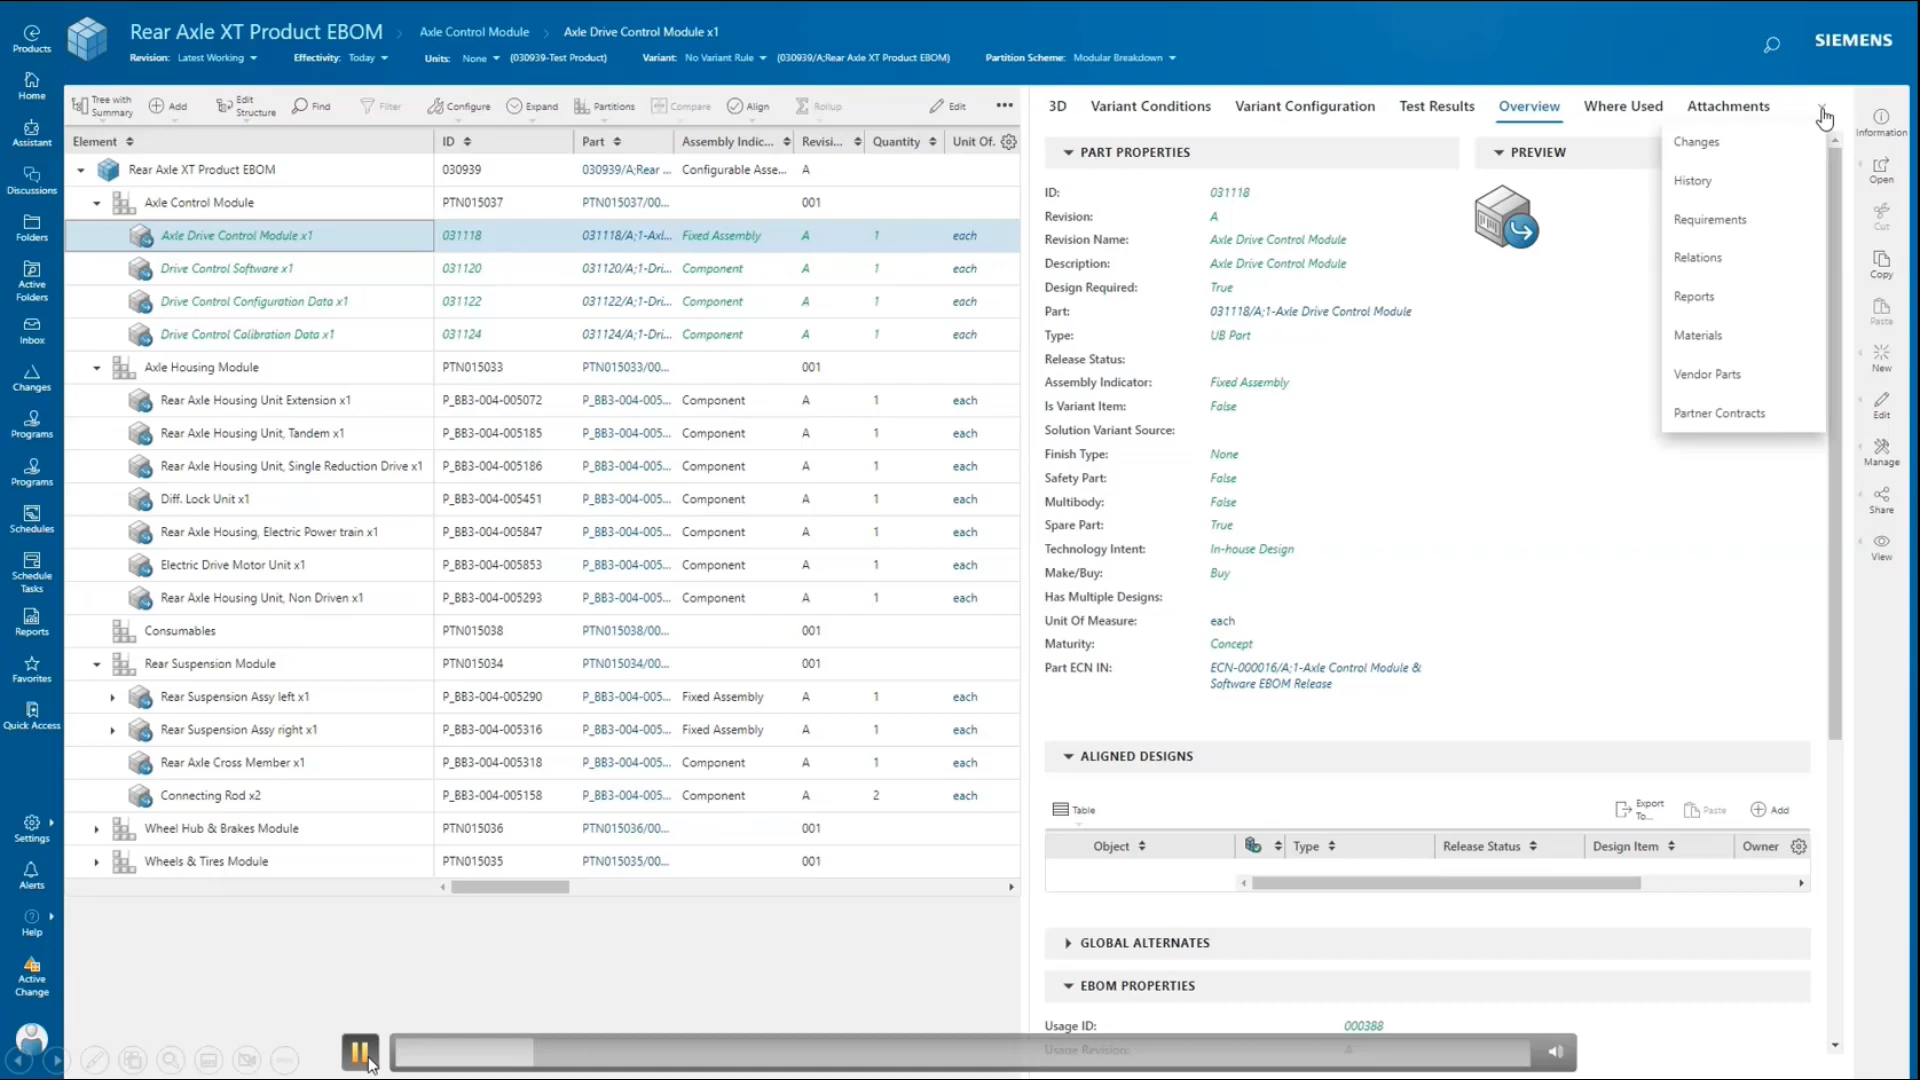 Rear Axle XT Product EBOM
Axle Control Module
Axle Drive Control Module x1
SIEMENS
Revision: Latest Working
Effectivity: Today
Units: None
(030939-Test Product)
Variant: No Variant Rule
(030939/A;Rear Axle XT Product EBOM)
Partition Scheme: Modular Breakdown
Products
Home
Assistant
Discussions
Folders
Active
Folders
Inbox
Changes
Programs
Programs
Schedules
Schedule
Tasks
Reports
Favorites
Quick Access
Settings
Alerts
Help
Active
Change
Tree with
Summary
Add
Edit
Structure
Find
Filter
Configure
Expand
Partitions
Compare
Align
Rollup
Edit
Element ID Part Assembly Indic... Revisi... Quantity Unit Of.
Rear Axle XT Product EBOM 030939 030939/A;Rear ... Configurable Asse... A
Axle Control Module PTN015037 PTN015037/00... 001
Axle Drive Control Module x1 031118 031118/A;1-Axl... Fixed Assembly A 1 each
Drive Control Software x1 031120 031120/A;1-Dri... Component A 1 each
Drive Control Configuration Data x1 031122 031122/A;1-Dri... Component A 1 each
Drive Control Calibration Data x1 031124 031124/A;1-Dri... Component A 1 each
Axle Housing Module PTN015033 PTN015033/00... 001
Rear Axle Housing Unit Extension x1 P_BB3-004-005072 P_BB3-004-005... Component A 1 each
Rear Axle Housing Unit, Tandem x1 P_BB3-004-005185 P_BB3-004-005... Component A 1 each
Rear Axle Housing Unit, Single Reduction Drive x1 P_BB3-004-005186 P_BB3-004-005... Component A 1 each
Diff. Lock Unit x1 P_BB3-004-005451 P_BB3-004-005... Component A 1 each
Rear Axle Housing, Electric Power train x1 P_BB3-004-005847 P_BB3-004-005... Component A 1 each
Electric Drive Motor Unit x1 P_BB3-004-005853 P_BB3-004-005... Component A 1 each
Rear Axle Housing Unit, Non Driven x1 P_BB3-004-005293 P_BB3-004-005... Component A 1 each
Consumables PTN015038 PTN015038/00... 001
Rear Suspension Module PTN015034 PTN015034/00... 001
Rear Suspension Assy left x1 P_BB3-004-005290 P_BB3-004-005... Fixed Assembly A 1 each
Rear Suspension Assy right x1 P_BB3-004-005316 P_BB3-004-005... Fixed Assembly A 1 each
Rear Axle Cross Member x1 P_BB3-004-005318 P_BB3-004-005... Component A 1 each
Connecting Rod x2 P_BB3-004-005158 P_BB3-004-005... Component A 2 each
Wheel Hub & Brakes Module PTN015036 PTN015036/00... 001
Wheels & Tires Module PTN015035 PTN015035/00... 001
3D Variant Conditions Variant Configuration Test Results Overview Where Used Attachments
Changes
History
Requirements
Relations
Reports
Materials
Vendor Parts
Partner Contracts
PART PROPERTIES
PREVIEW
ID: 031118
Revision: A
Revision Name: Axle Drive Control Module
Description: Axle Drive Control Module
Design Required: True
Part: 031118/A;1-Axle Drive Control Module
Type: UB Part
Release Status:
Assembly Indicator: Fixed Assembly
Is Variant Item: False
Solution Variant Source:
Finish Type: None
Safety Part: False
Multibody: False
Spare Part: True
Technology Intent: In-house Design
Make/Buy: Buy
Has Multiple Designs:
Unit Of Measure: each
Maturity: Concept
Part ECN IN: ECN-000016/A;1-Axle Control Module &
Software EBOM Release
ALIGNED DESIGNS
Table
Export
To...
Paste
Add
Object Type Release Status Design Item Owner
GLOBAL ALTERNATES
EBOM PROPERTIES
Usage ID: 000388
Usage Revision: A
Information
Open
Cut
Copy
Paste
New
Edit
Manage
Share
View